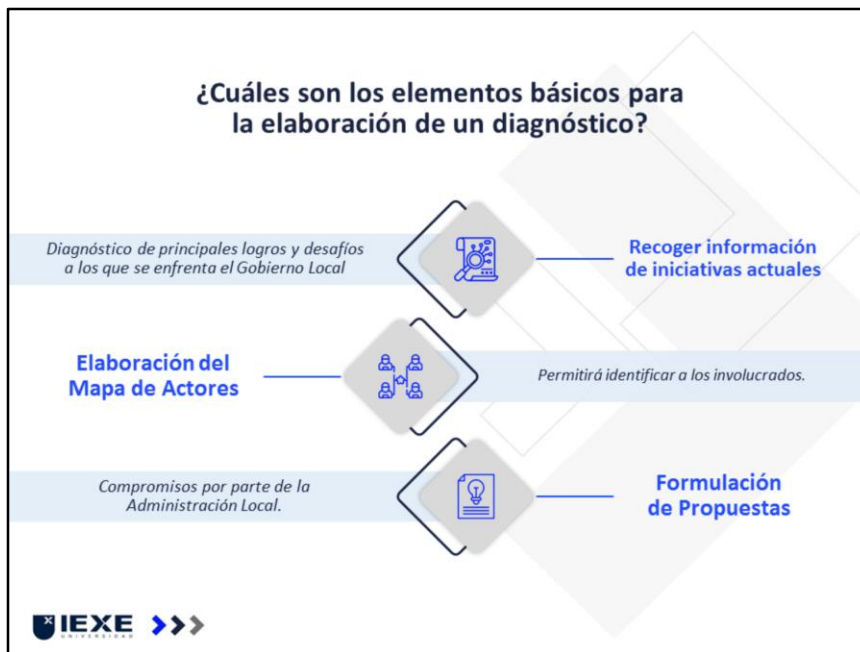 ¿Cuáles son los elementos básicos para
la elaboración de un diagnóstico?
Diagnóstico de principales logros y desafíos
a los que se enfrenta el Gobierno Local
Recoger información
de iniciativas actuales
Elaboración del
Mapa de Actores
Permitirá identificar a los involucrados.
Compromisos por parte de la
Administración Local.
Formulación
de Propuestas
IEXE
UNIVERSIDAD